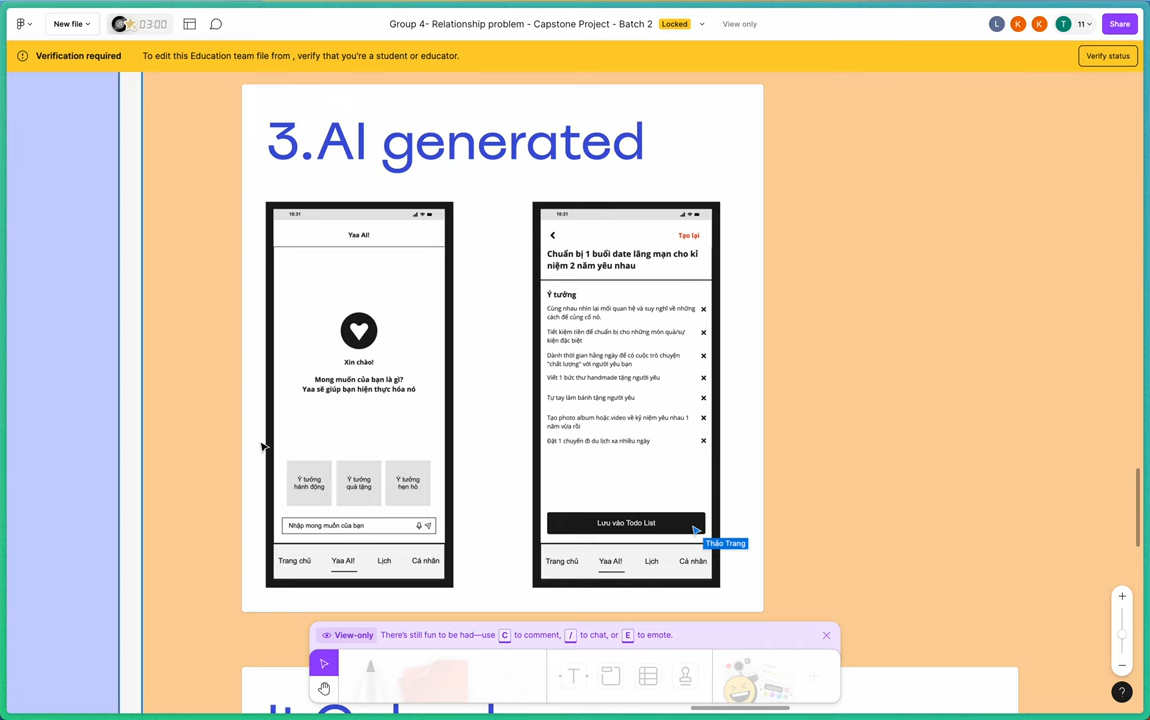 New file
03:00
Group 4- Relationship problem - Capstone Project - Batch 2
Locked
View only
L
K
K
T
11
Share
Verification required
To edit this Education team file from , verify that you're a student or educator.
Verify status
3.AI generated
10:31
Yaa AI!
Xin chào!
Mong muốn của bạn là gì?
Yaa sẽ giúp bạn hiện thực hóa nó
Ý tưởng
hành động
Ý tưởng
quà tặng
Ý tưởng
hẹn hò
Nhập mong muốn của bạn
Trang chủ
Yaa AI!
Lịch
Cá nhân
10:31
Tạo lại
Chuẩn bị 1 buổi date lãng mạn cho kỉ
niệm 2 năm yêu nhau
Ý tưởng
Cùng nhau nhìn lại mối quan hệ và suy nghĩ về những
cách để củng cố nó.
Tiết kiệm tiền để chuẩn bị cho những món quà/sự
kiện đặc biệt
Dành thời gian hằng ngày để có cuộc trò chuyện
"chất lượng" với người yêu bạn
Viết 1 bức thư handmade tặng người yêu
Tự tay làm bánh tặng người yêu
Tạo photo album hoặc video về kỷ niệm yêu nhau 1
năm vừa rồi
Đặt 1 chuyến đi du lịch xa nhiều ngày
Lưu vào Todo List
Thảo Trang
Trang chủ
Yaa AI!
Lịch
Cá nhân
View-only
There's still fun to be had—use C to comment, / to chat, or E to emote.
T
?